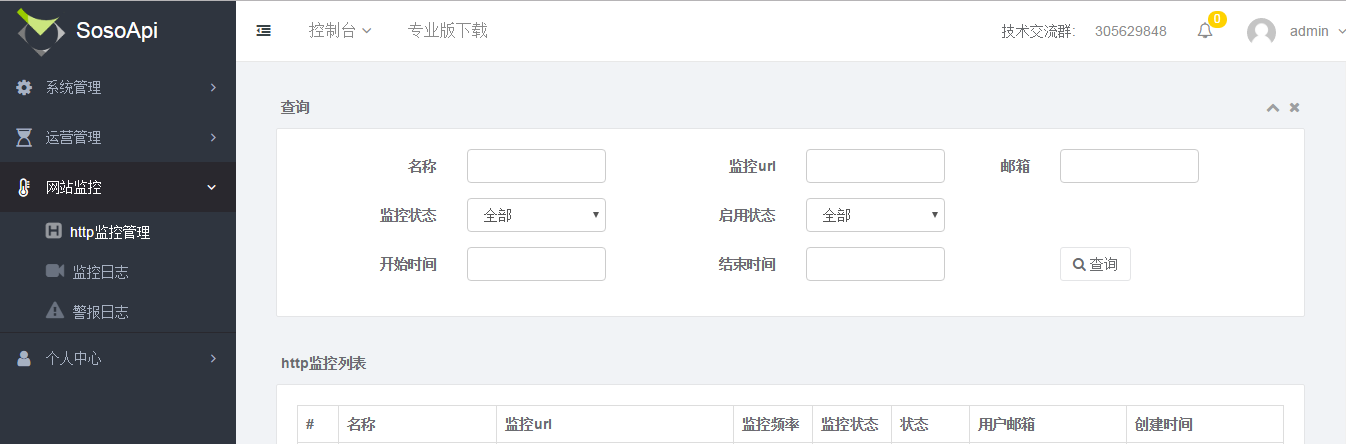 SosoApi
控制台
专业版下载
技术交流群: 305629848
0
admin
系统管理
运营管理
网站监控
http监控管理
监控日志
警报日志
个人中心
查询
名称
监控url
邮箱
监控状态
全部
启用状态
全部
开始时间
结束时间
查询
http监控列表
# 名称 监控url 监控频率 监控状态 状态 用户邮箱 创建时间